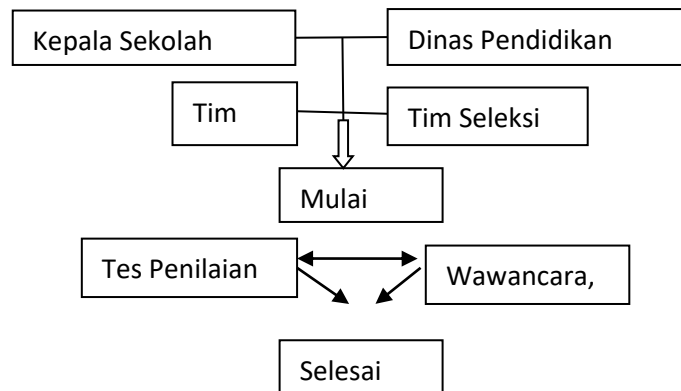 Kepala Sekolah
Dinas Pendidikan
Tim
Tim Seleksi
Mulai
Tes Penilaian
Wawancara,
Selesai